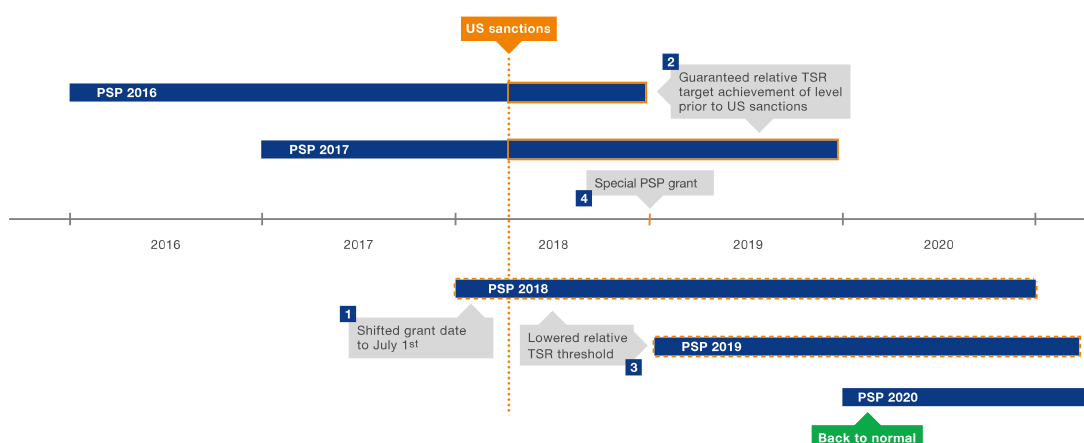 US sanctions
PSP 2016
2
Guaranteed relative TSR
target achievement of level
prior to US sanctions
PSP 2017
Special PSP grant
4
2016
2017
2018
2019
2020
PSP 2018
1
Shifted grant date
to July 1st
Lowered relative
TSR threshold
3
PSP 2019
PSP 2020
Back to normal